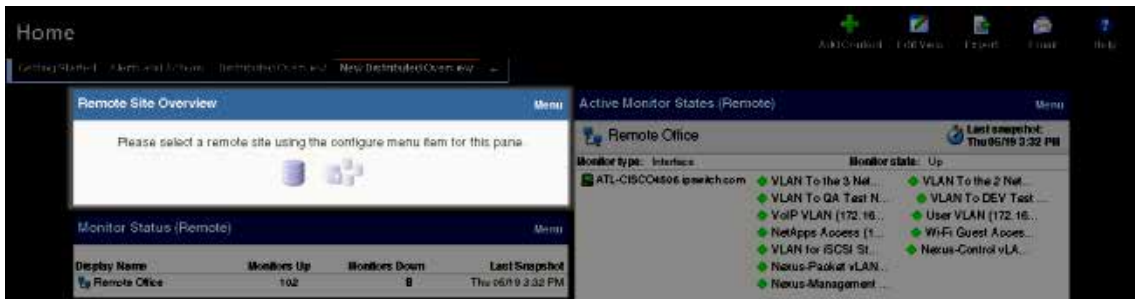 Home
Add Content Edit View Export Email Help
Getting Started Alerts and Actions Distributed Overview New Distributed Overview
Remote Site Overview Menu
Please select a remote site using the configure menu item for this pane
Active Monitor States (Remote) Menu
Remote Office
Last snapshot:
Thu 06/19 3:32 PM
Monitor type: Interface Monitor state: Up
ATL-CISCO4506.ipswitch.com
VLAN To the 3 Net... VLAN To the 2 Net...
VLAN To QA Test N... VLAN To DEV Test ...
VoIP VLAN (172.16... User VLAN (172.16...
NetApps Access (1... Wi-Fi Guest Acces...
VLAN for iSCSI St... Nexus-Control vLA...
Nexus-Packet vLAN...
Nexus-Management ...
Monitor Status (Remote) Menu
Display Name Monitors Up Monitors Down Last Snapshot
Remote Office 102 8 Thu 06/19 3:32 PM